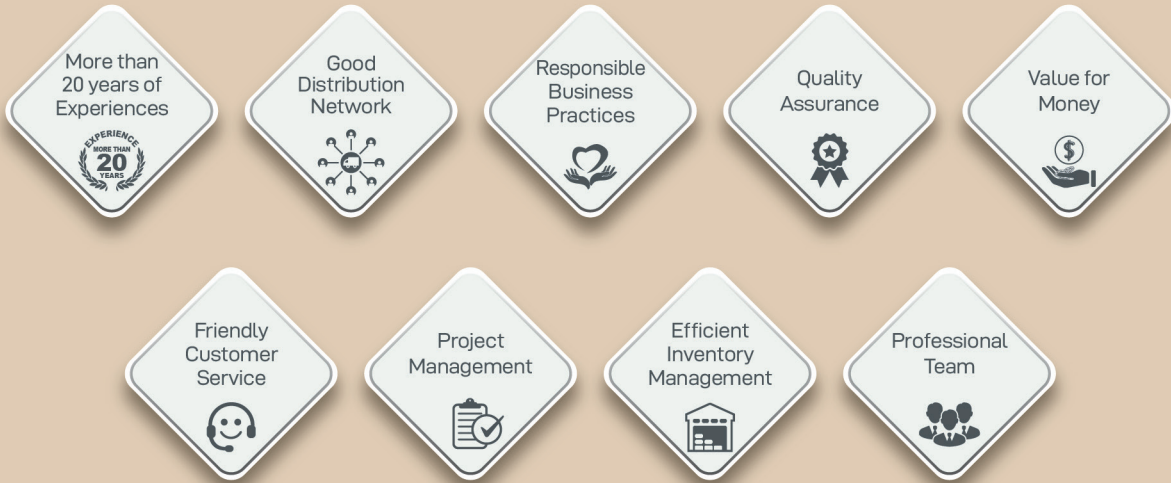 More than
20 years of
Experiences
EXPERIENCE
MORE THAN
20
YEARS
Good
Distribution
Network
Responsible
Business
Practices
Quality
Assurance
Value for
Money
$
Friendly
Customer
Service
Project
Management
Efficient
Inventory
Management
Professional
Team